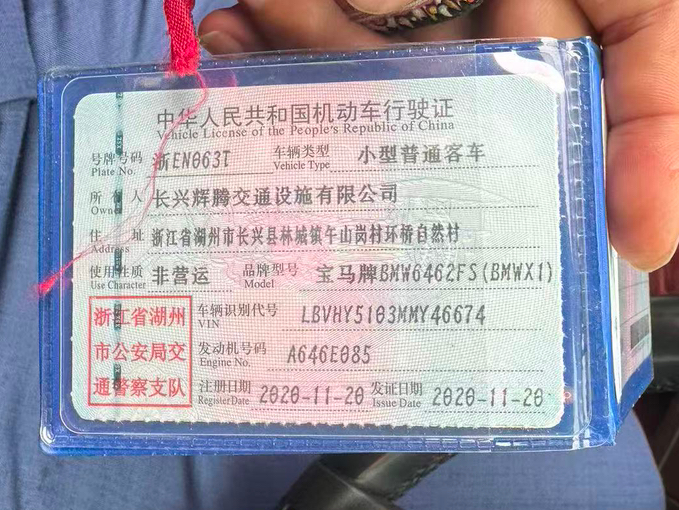 中华人民共和国机动车行驶证
Vehicle License of the People's Republic of China
号牌号码 浙EN063T 车辆类型 小型普通客车
Plate No. Vehicle Type
所有人 长兴辉腾交通设施有限公司
Owner
住址 浙江省湖州市长兴县林城镇午山岗村环桥自然村
Address
使用性质 非营运 品牌型号 宝马牌BMW6462FS(BMWX1)
Use Character Model
浙江省湖州
市公安局交
通警察支队
车辆识别代号 LBVHY5103MMY46674
VIN
发动机号码 A646E085
Engine No.
注册日期 2020-11-20 发证日期 2020-11-20
Register Date Issue Date